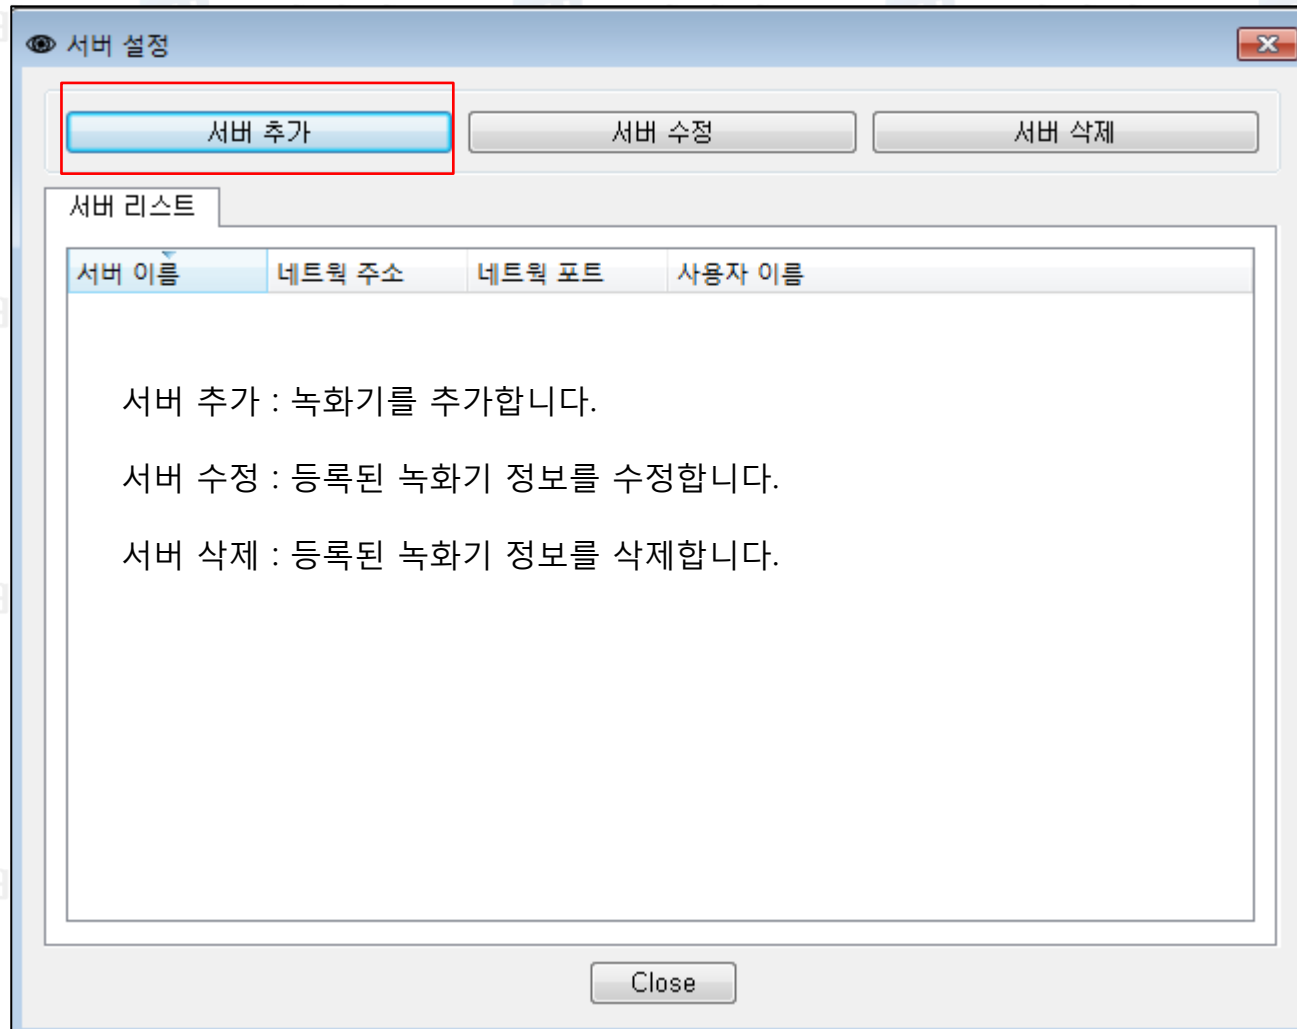 서버 설정
서버 추가 서버 수정 서버 삭제
서버 리스트
서버 이름 네트웍 주소 네트웍 포트 사용자 이름
서버 추가 : 녹화기를 추가합니다.
서버 수정 : 등록된 녹화기 정보를 수정합니다.
서버 삭제 : 등록된 녹화기 정보를 삭제합니다.
Close